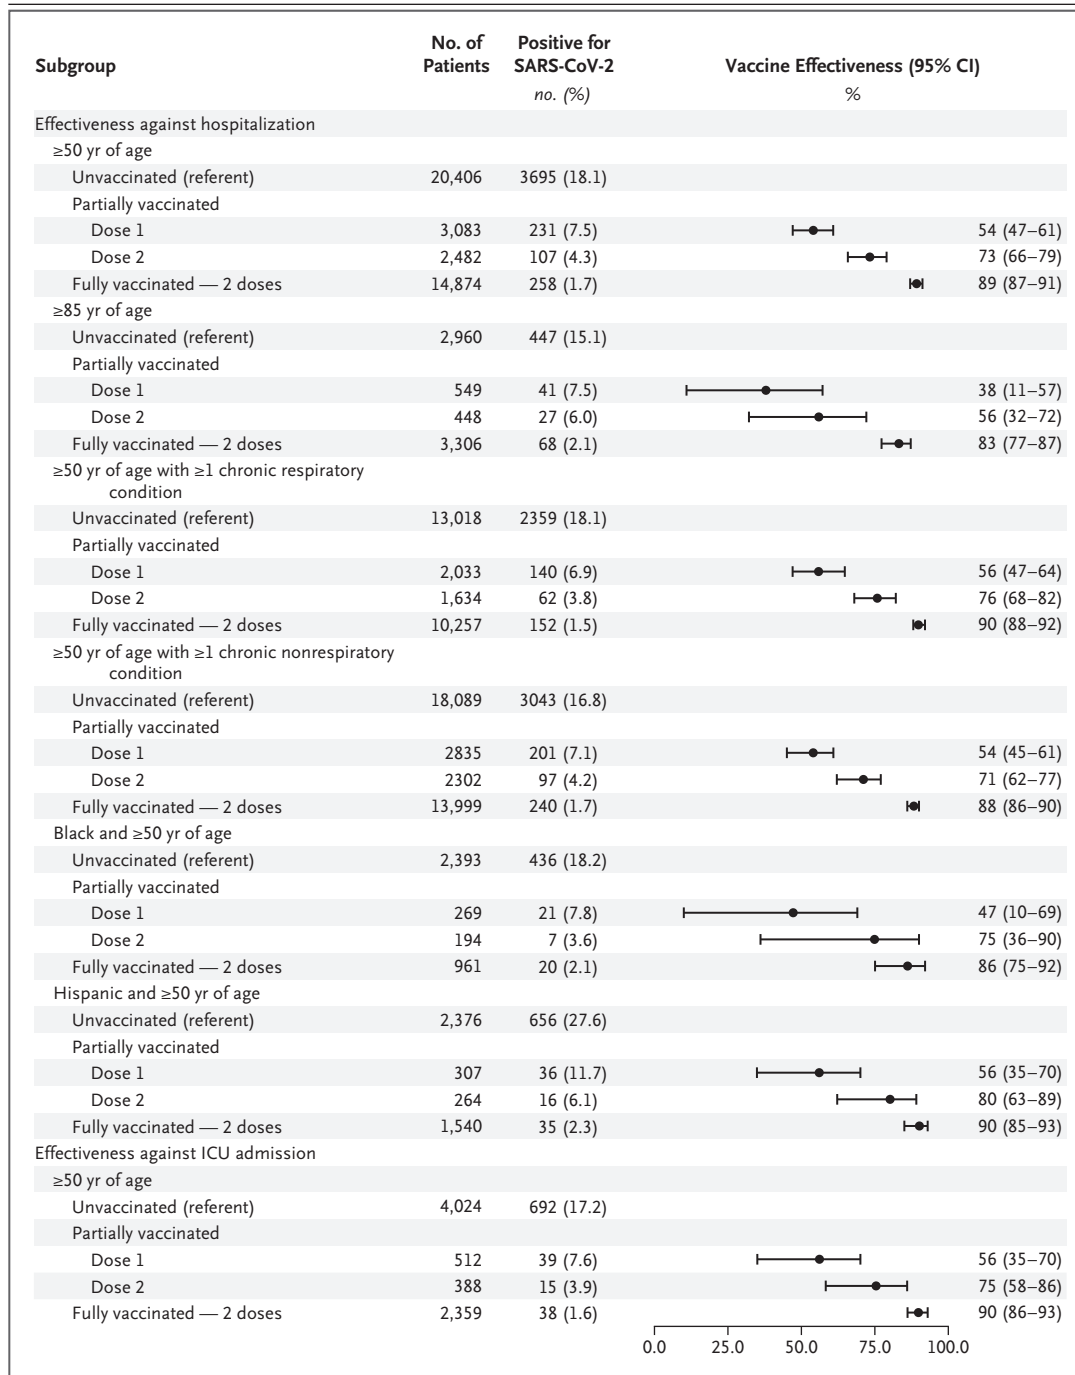 No. of Positive for
Subgroup Patients SARS-CoV-2 Vaccine Effectiveness (95% CI)
no. (%) %
Effectiveness against hospitalization
≥50 yr of age
Unvaccinated (referent) 20,406 3695 (18.1)
Partially vaccinated
Dose 1 3,083 231 (7.5) 54 (47–61)
Dose 2 2,482 107 (4.3) 73 (66–79)
Fully vaccinated — 2 doses 14,874 258 (1.7) 89 (87–91)
≥85 yr of age
Unvaccinated (referent) 2,960 447 (15.1)
Partially vaccinated
Dose 1 549 41 (7.5) 38 (11–57)
Dose 2 448 27 (6.0) 56 (32–72)
Fully vaccinated — 2 doses 3,306 68 (2.1) 83 (77–87)
≥50 yr of age with ≥1 chronic respiratory
condition
Unvaccinated (referent) 13,018 2359 (18.1)
Partially vaccinated
Dose 1 2,033 140 (6.9) 56 (47–64)
Dose 2 1,634 62 (3.8) 76 (68–82)
Fully vaccinated — 2 doses 10,257 152 (1.5) 90 (88–92)
≥50 yr of age with ≥1 chronic nonrespiratory
condition
Unvaccinated (referent) 18,089 3043 (16.8)
Partially vaccinated
Dose 1 2835 201 (7.1) 54 (45–61)
Dose 2 2302 97 (4.2) 71 (62–77)
Fully vaccinated — 2 doses 13,999 240 (1.7) 88 (86–90)
Black and ≥50 yr of age
Unvaccinated (referent) 2,393 436 (18.2)
Partially vaccinated
Dose 1 269 21 (7.8) 47 (10–69)
Dose 2 194 7 (3.6) 75 (36–90)
Fully vaccinated — 2 doses 961 20 (2.1) 86 (75–92)
Hispanic and ≥50 yr of age
Unvaccinated (referent) 2,376 656 (27.6)
Partially vaccinated
Dose 1 307 36 (11.7) 56 (35–70)
Dose 2 264 16 (6.1) 80 (63–89)
Fully vaccinated — 2 doses 1,540 35 (2.3) 90 (85–93)
Effectiveness against ICU admission
≥50 yr of age
Unvaccinated (referent) 4,024 692 (17.2)
Partially vaccinated
Dose 1 512 39 (7.6) 56 (35–70)
Dose 2 388 15 (3.9) 75 (58–86)
Fully vaccinated — 2 doses 2,359 38 (1.6) 90 (86–93)
0.0 25.0 50.0 75.0 100.0